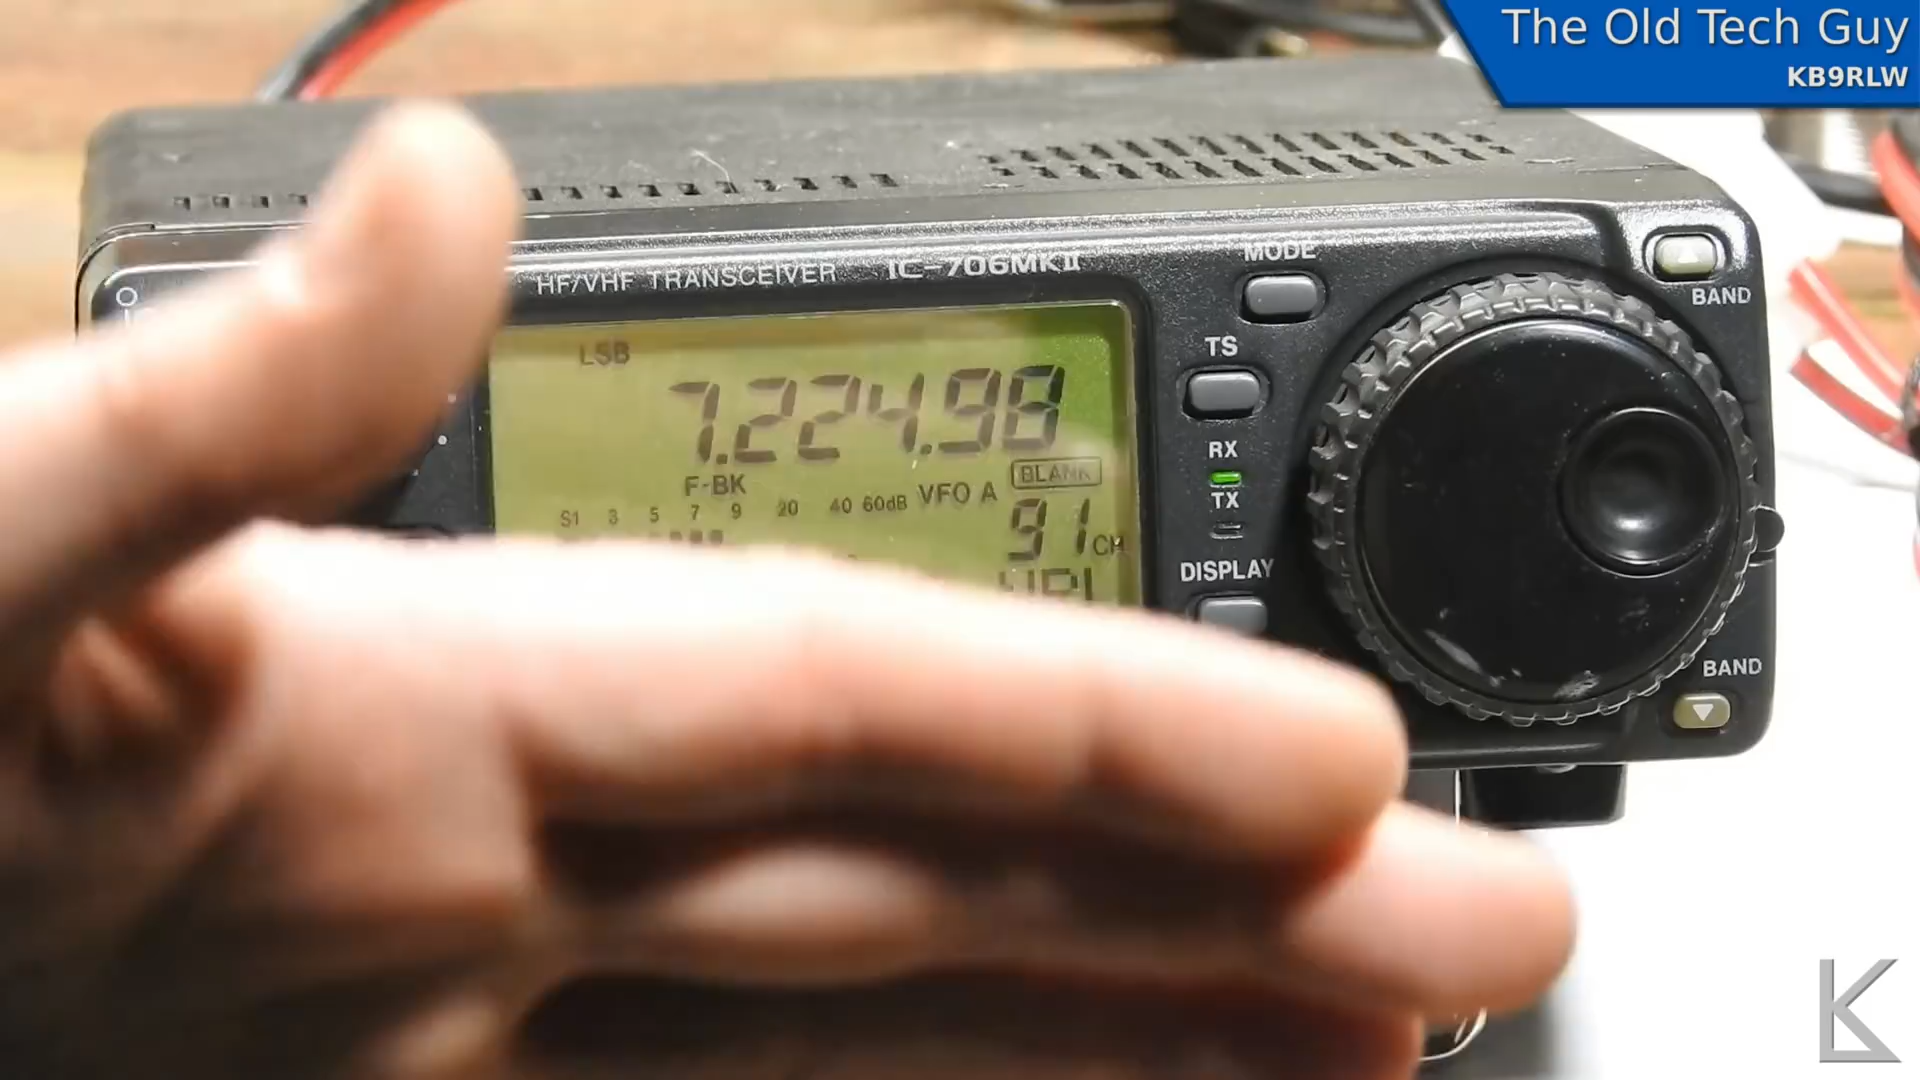 The Old Tech Guy
KB9RLW
HF/VHF TRANSCEIVER IC-706MKII
MODE
BAND
TS
LSB
7.224.98
RX
F-BK
BLANK
S1 3 5 7 9 20 40 60dB VFO A
TX
91 CH
DISPLAY
BAND
K